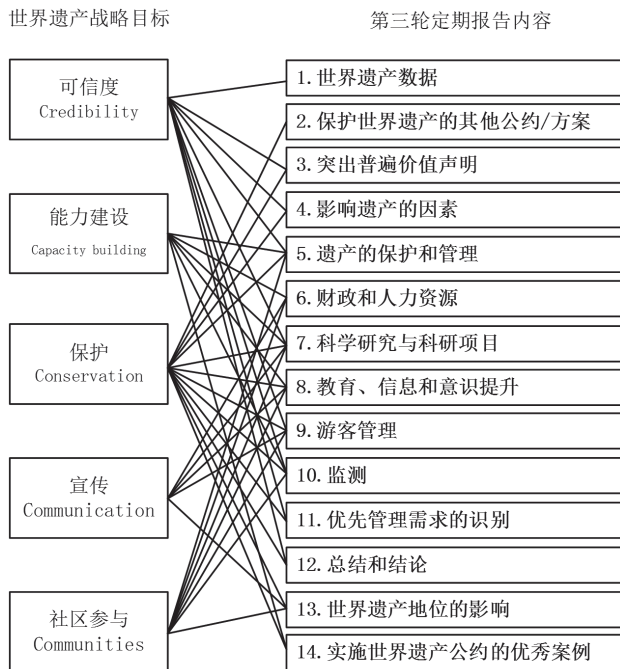 世界遗产战略目标
第三轮定期报告内容
可信度
Credibility
能力建设
Capacity building
保护
Conservation
宣传
Communication
社区参与
Communities
1.世界遗产数据
2.保护世界遗产的其他公约/方案
3.突出普遍价值声明
4.影响遗产的因素
5.遗产的保护和管理
6.财政和人力资源
7.科学研究与科研项目
8.教育、信息和意识提升
9.游客管理
10.监测
11.优先管理需求的识别
12.总结和结论
13.世界遗产地位的影响
14.实施世界遗产公约的优秀案例